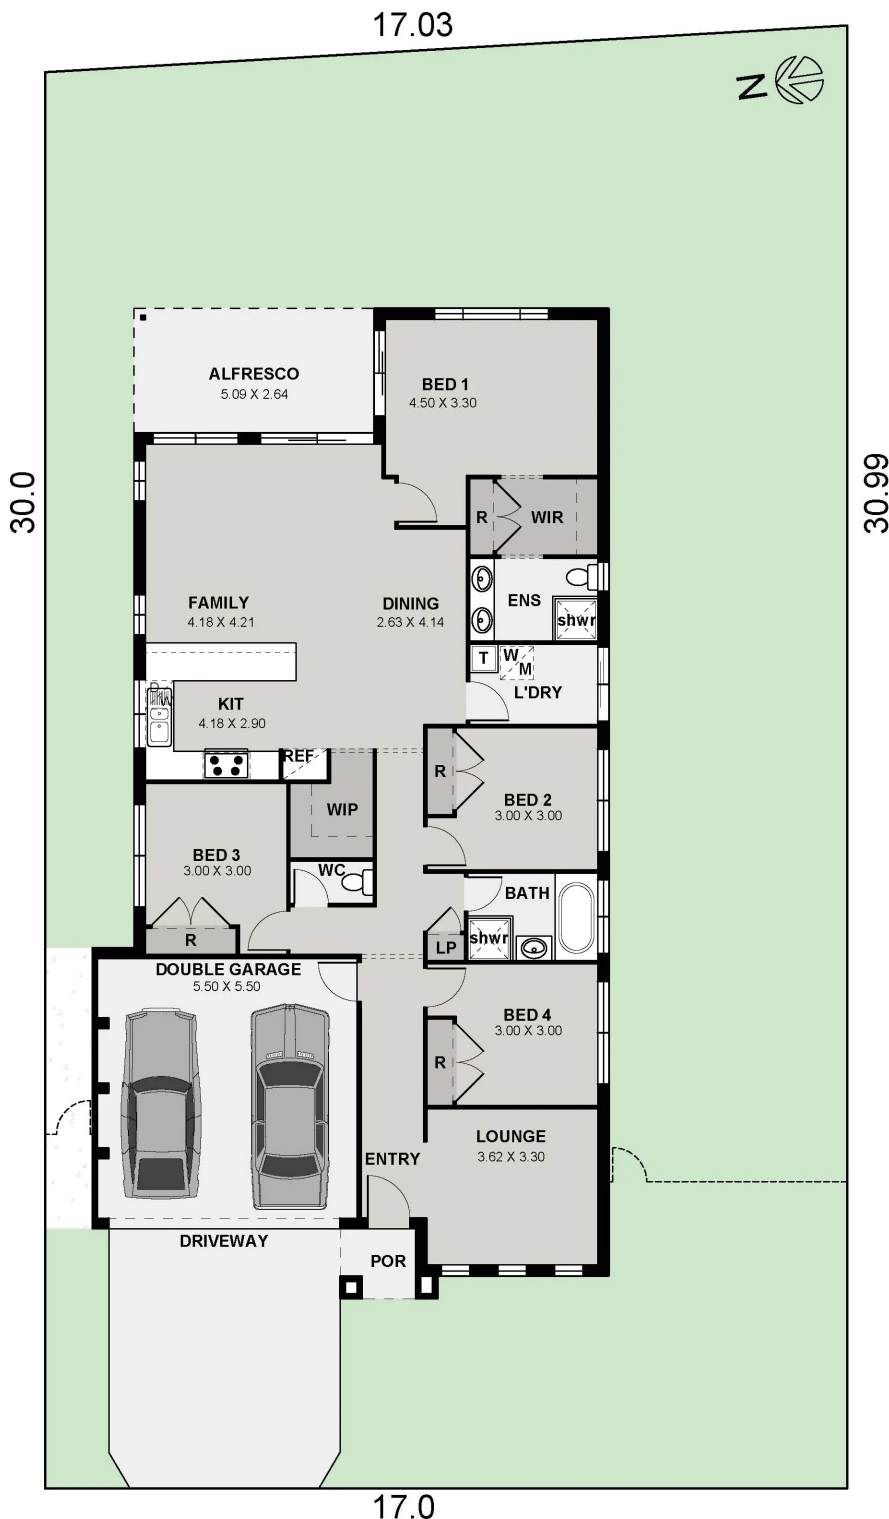 17.03
N
ALFRESCO
5.09 X 2.64
BED 1
4.50 X 3.30
30.0
30.99
R
WIR
ENS
shwr
FAMILY
4.18 X 4.21
DINING
2.63 X 4.14
T
W
M
L'DRY
KIT
4.18 X 2.90
REF
R
BED 2
3.00 X 3.00
WIP
BED 3
3.00 X 3.00
WC
BATH
R
LP
shwr
DOUBLE GARAGE
5.50 X 5.50
BED 4
3.00 X 3.00
R
LOUNGE
3.62 X 3.30
ENTRY
DRIVEWAY
POR
17.0